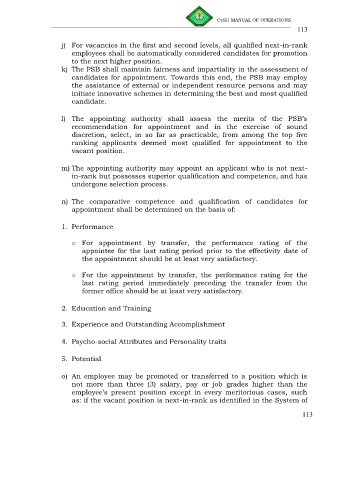 CvSU MANUAL OF OPERATIONS
113
j) For vacancies in the first and second levels, all qualified next-in-rank
employees shall be automatically considered candidates for promotion
to the next higher position.
k) The PSB shall maintain fairness and impartiality in the assessment of
candidates for appointment. Towards this end, the PSB may employ
the assistance of external or independent resource persons and may
initiate innovative schemes in determining the best and most qualified
candidate.
l) The appointing authority shall assess the merits of the PSB's
recommendation for appointment and in the exercise of sound
discretion, select, in so far as practicable, from among the top five
ranking applicants deemed most qualified for appointment to the
vacant position.
m) The appointing authority may appoint an applicant who is not next-
in-rank but possesses superior qualification and competence, and has
undergone selection process.
n) The comparative competence and qualification of candidates for
appointment shall be determined on the basis of:
1. Performance
o For appointment by transfer, the performance rating of the
appointee for the last rating period prior to the effectivity date of
the appointment should be at least very satisfactory.
o For the appointment by transfer, the performance rating for the
last rating period immediately preceding the transfer from the
former office should be at least very satisfactory.
2. Education and Training
3. Experience and Outstanding Accomplishment
4. Psycho-social Attributes and Personality traits
5. Potential
o) An employee may be promoted or transferred to a position which is
not more than three (3) salary, pay or job grades higher than the
employee's present position except in every meritorious cases, such
as: if the vacant position is next-in-rank as identified in the System of
113